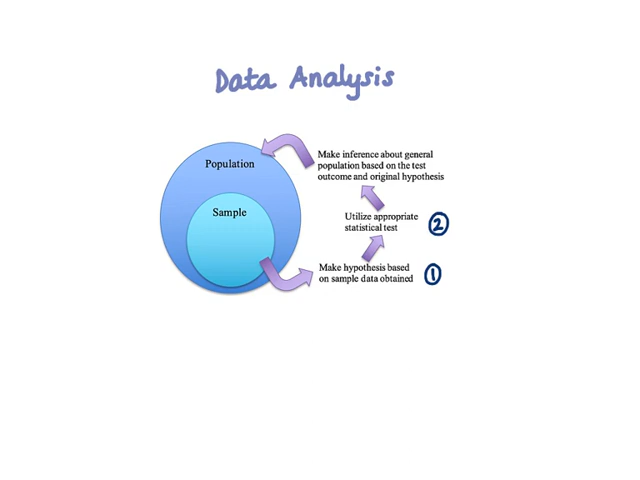 Data Analysis
Population
Sample
Make inference about general
population based on the test
outcome and original hypothesis
Utilize appropriate
statistical test
2
Make hypothesis based
on sample data obtained
1